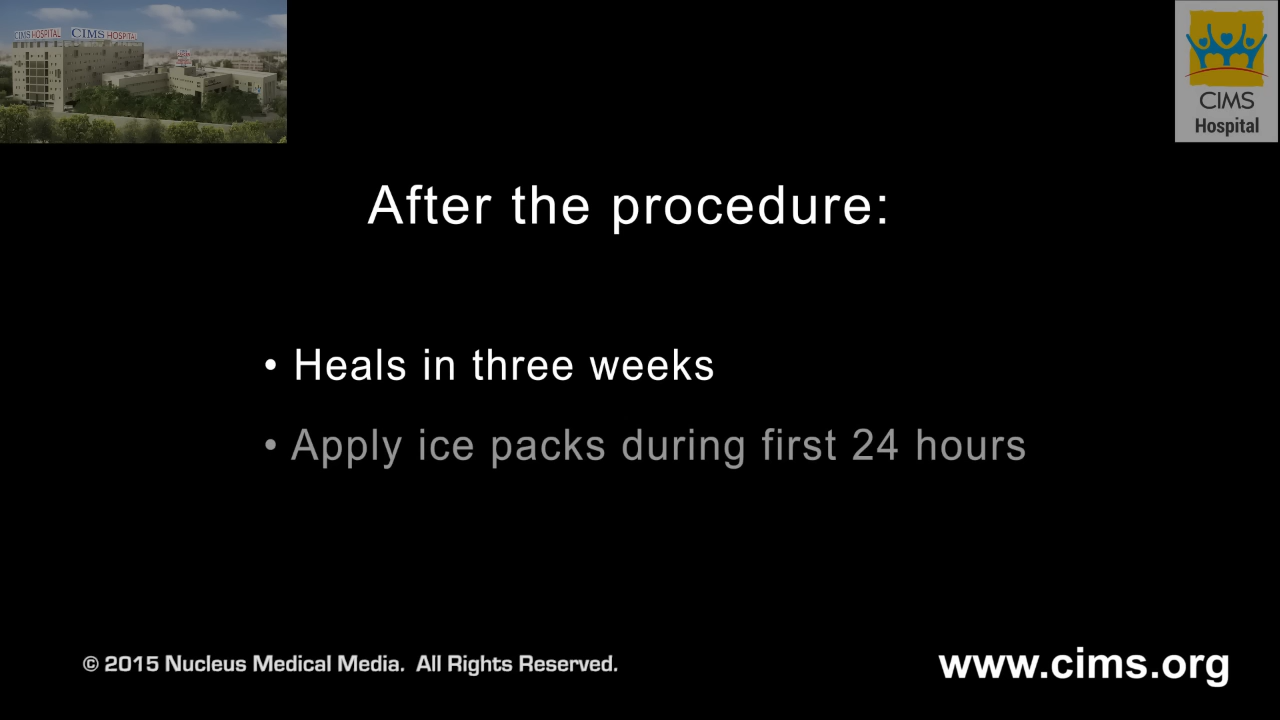 CIMS HOSPITAL CIMS HOSPITAL
CIMS
Hospital
After the procedure:
• Heals in three weeks
• Apply ice packs during first 24 hours
© 2015 Nucleus Medical Media. All Rights Reserved.
www.cims.org